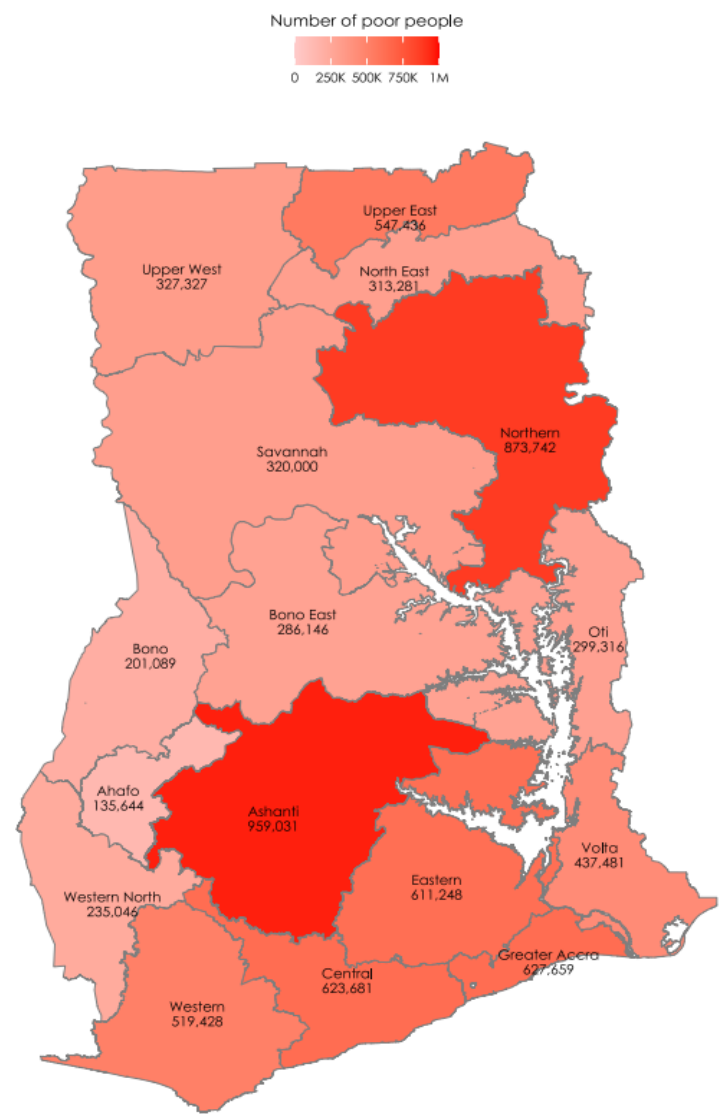 Number of poor people
0 250K 500K 750K 1M
Upper East
547,436
Upper West
327,327
North East
313,281
Northern
873,742
Savannah
320,000
Bono East
286,146
Oti
299,316
Bono
201,089
Ahafo
135,644
Ashanti
959,031
Volta
437,481
Eastern
611,248
Western North
235,046
Greater Accra
627,659
Central
623,681
Western
519,428